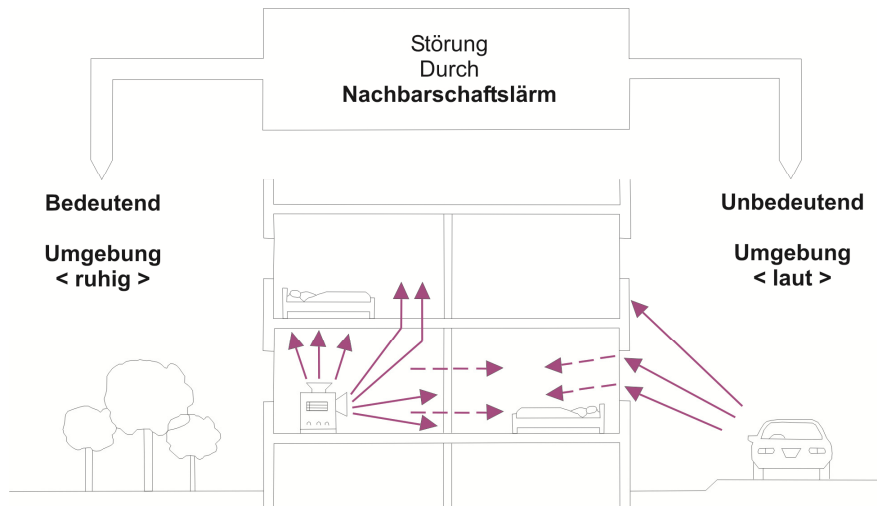 Störung
Durch
Nachbarschaftslärm
Bedeutend
Umgebung
< ruhig >
Unbedeutend
Umgebung
< laut >